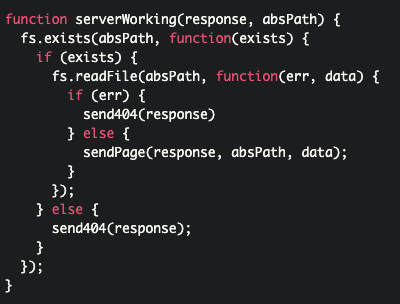 function serverWorking(response, absPath) {
  fs.exists(absPath, function(exists) {
    if (exists) {
      fs.readFile(absPath, function(err, data) {
        if (err) {
          send404(response)
        } else {
          sendPage(response, absPath, data);
        }
      });
    } else {
      send404(response);
    }
  });
}